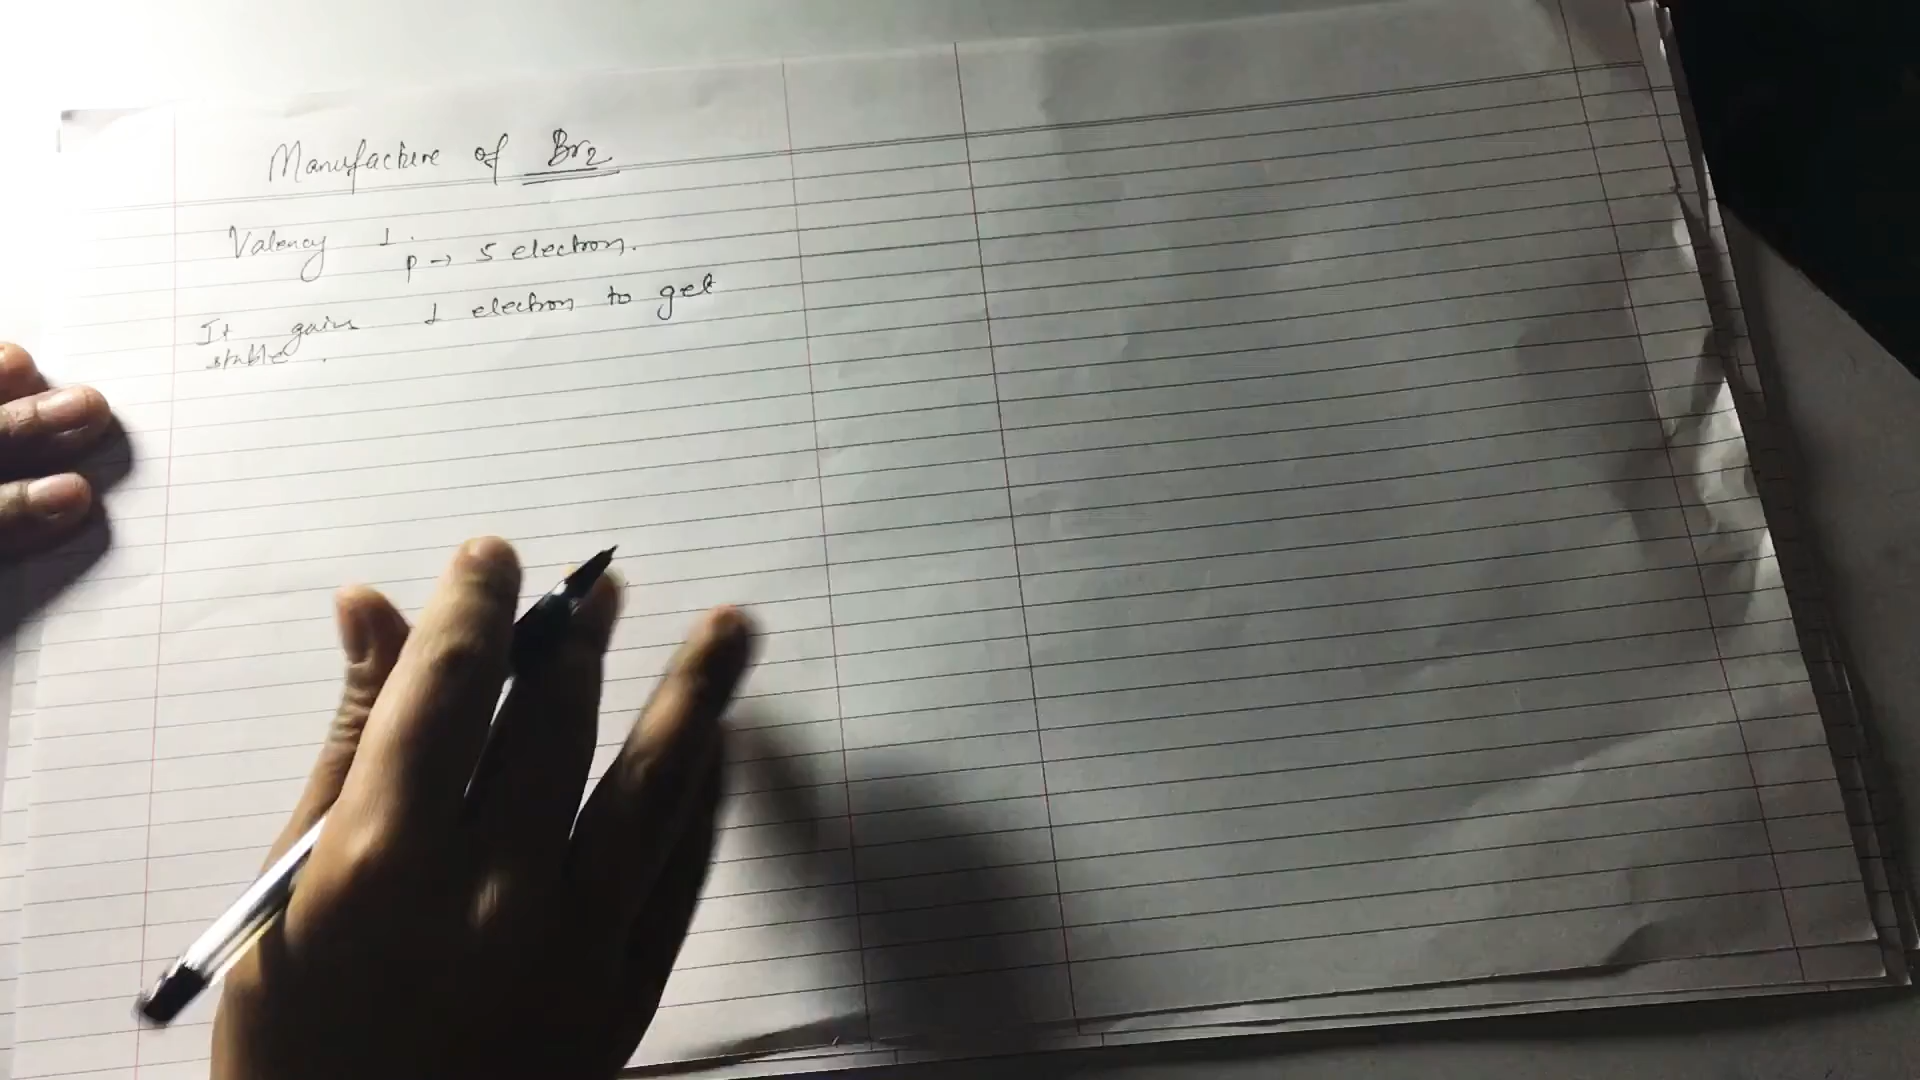 Manufacture of Br2
Valency 1.
p → 5 electron.
It gains 1 electron to get
stable.